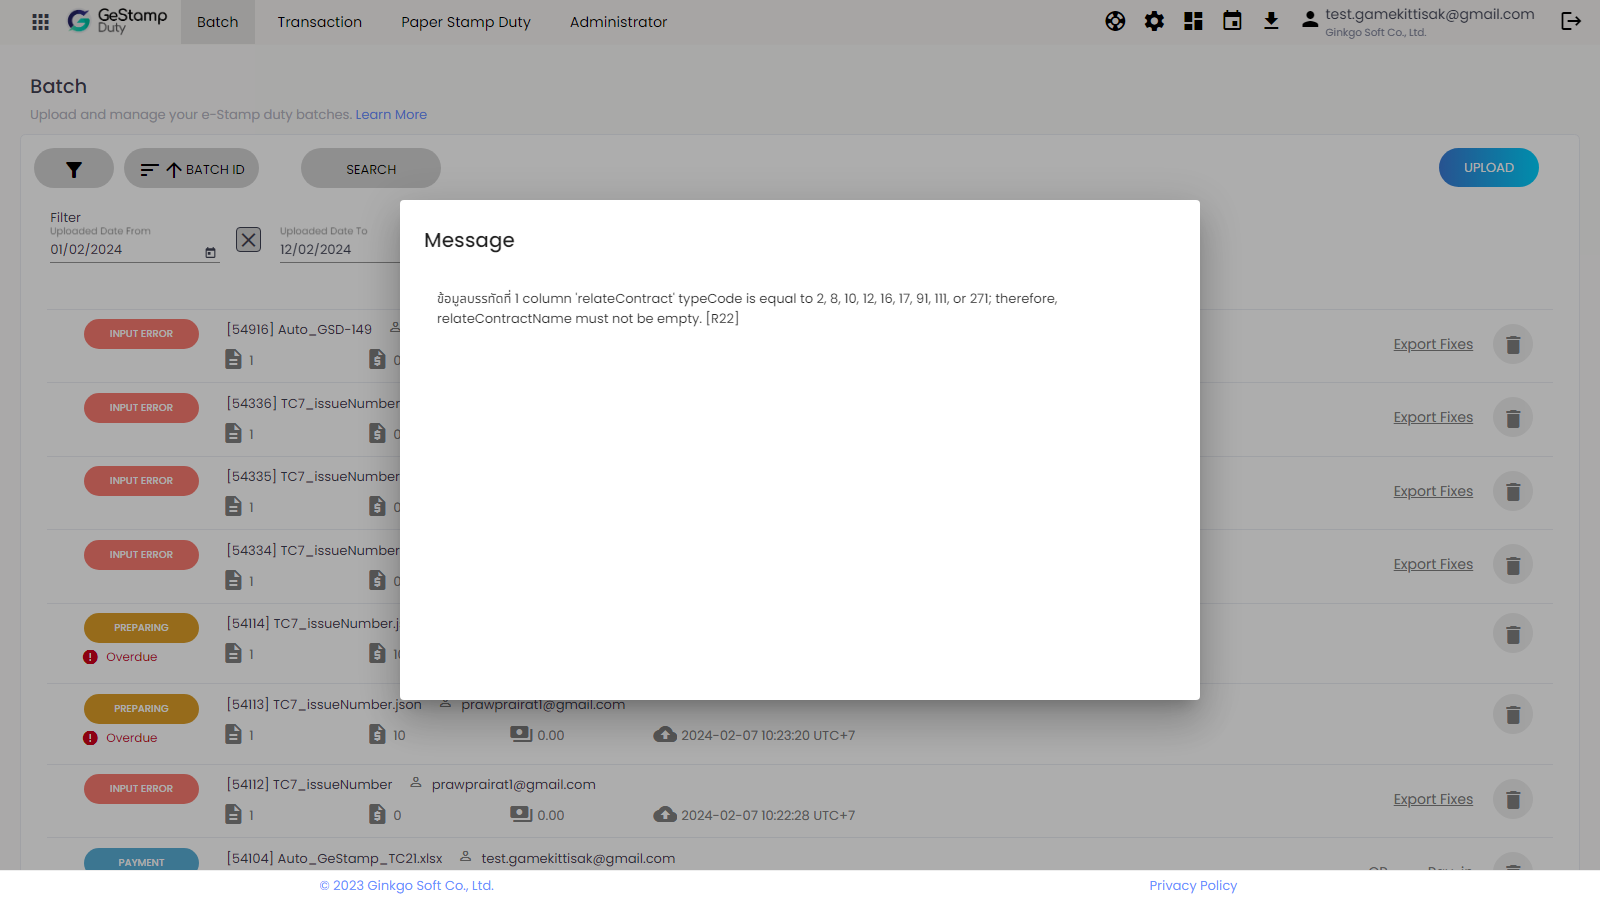 GeStamp
Duty
Batch
Transaction
Paper Stamp Duty
Administrator
test.gamekittisak@gmail.com
Ginkgo Soft Co., Ltd.
Batch
Upload and manage your e-Stamp duty batches. Learn More
BATCH ID
SEARCH
UPLOAD
Filter
Uploaded Date From
01/02/2024
Uploaded Date To
12/02/2024
Message
ข้อมูลบรรทัดที่ 1 column 'relateContract' typeCode is equal to 2, 8, 10, 12, 16, 17, 91, 111, or 271; therefore,
relateContractName must not be empty. [R22]
INPUT ERROR
[54916] Auto_GSD-149
1
0
Export Fixes
INPUT ERROR
[54336] TC7_issueNumber
1
0
Export Fixes
INPUT ERROR
[54335] TC7_issueNumber
1
0
Export Fixes
INPUT ERROR
[54334] TC7_issueNumber
1
0
Export Fixes
PREPARING
Overdue
[54114] TC7_issueNumber.j
1
PREPARING
Overdue
[54113] TC7_issueNumber.json
prawprairat1@gmail.com
1
10
0.00
2024-02-07 10:23:20 UTC+7
INPUT ERROR
[54112] TC7_issueNumber
prawprairat1@gmail.com
1
0
0.00
2024-02-07 10:22:28 UTC+7
Export Fixes
PAYMENT
[54104] Auto_GeStamp_TC21.xlsx
test.gamekittisak@gmail.com
© 2023 Ginkgo Soft Co., Ltd.
Privacy Policy